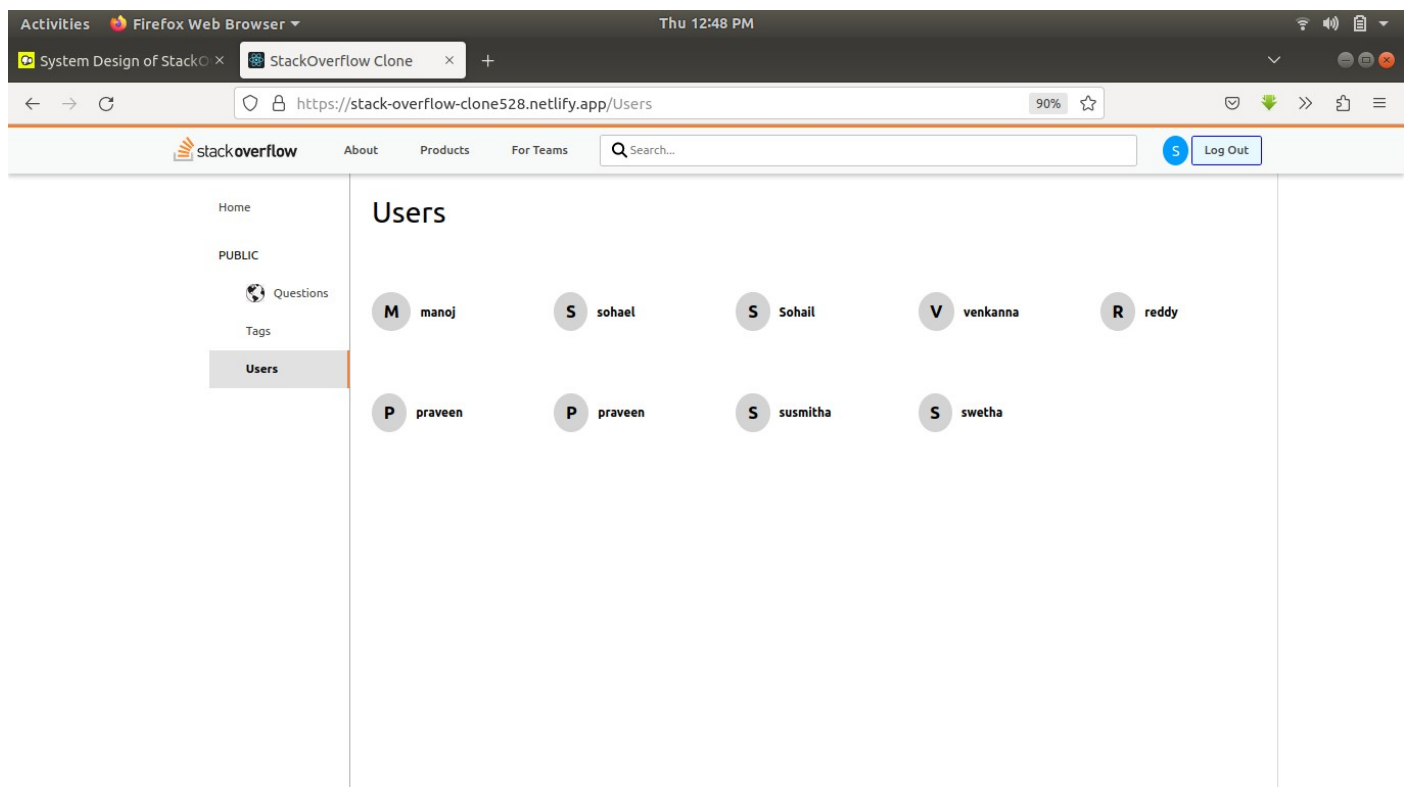 Activities Firefox Web Browser Thu 12:48 PM
System Design of StackO StackOverflow Clone
https://stack-overflow-clone528.netlify.app/Users 90%
stackoverflow About Products For Teams Search... S Log Out
Home
Users
PUBLIC
Questions
M manoj S sohael S Sohail V venkanna R reddy
Tags
Users
P praveen P praveen S susmitha S swetha